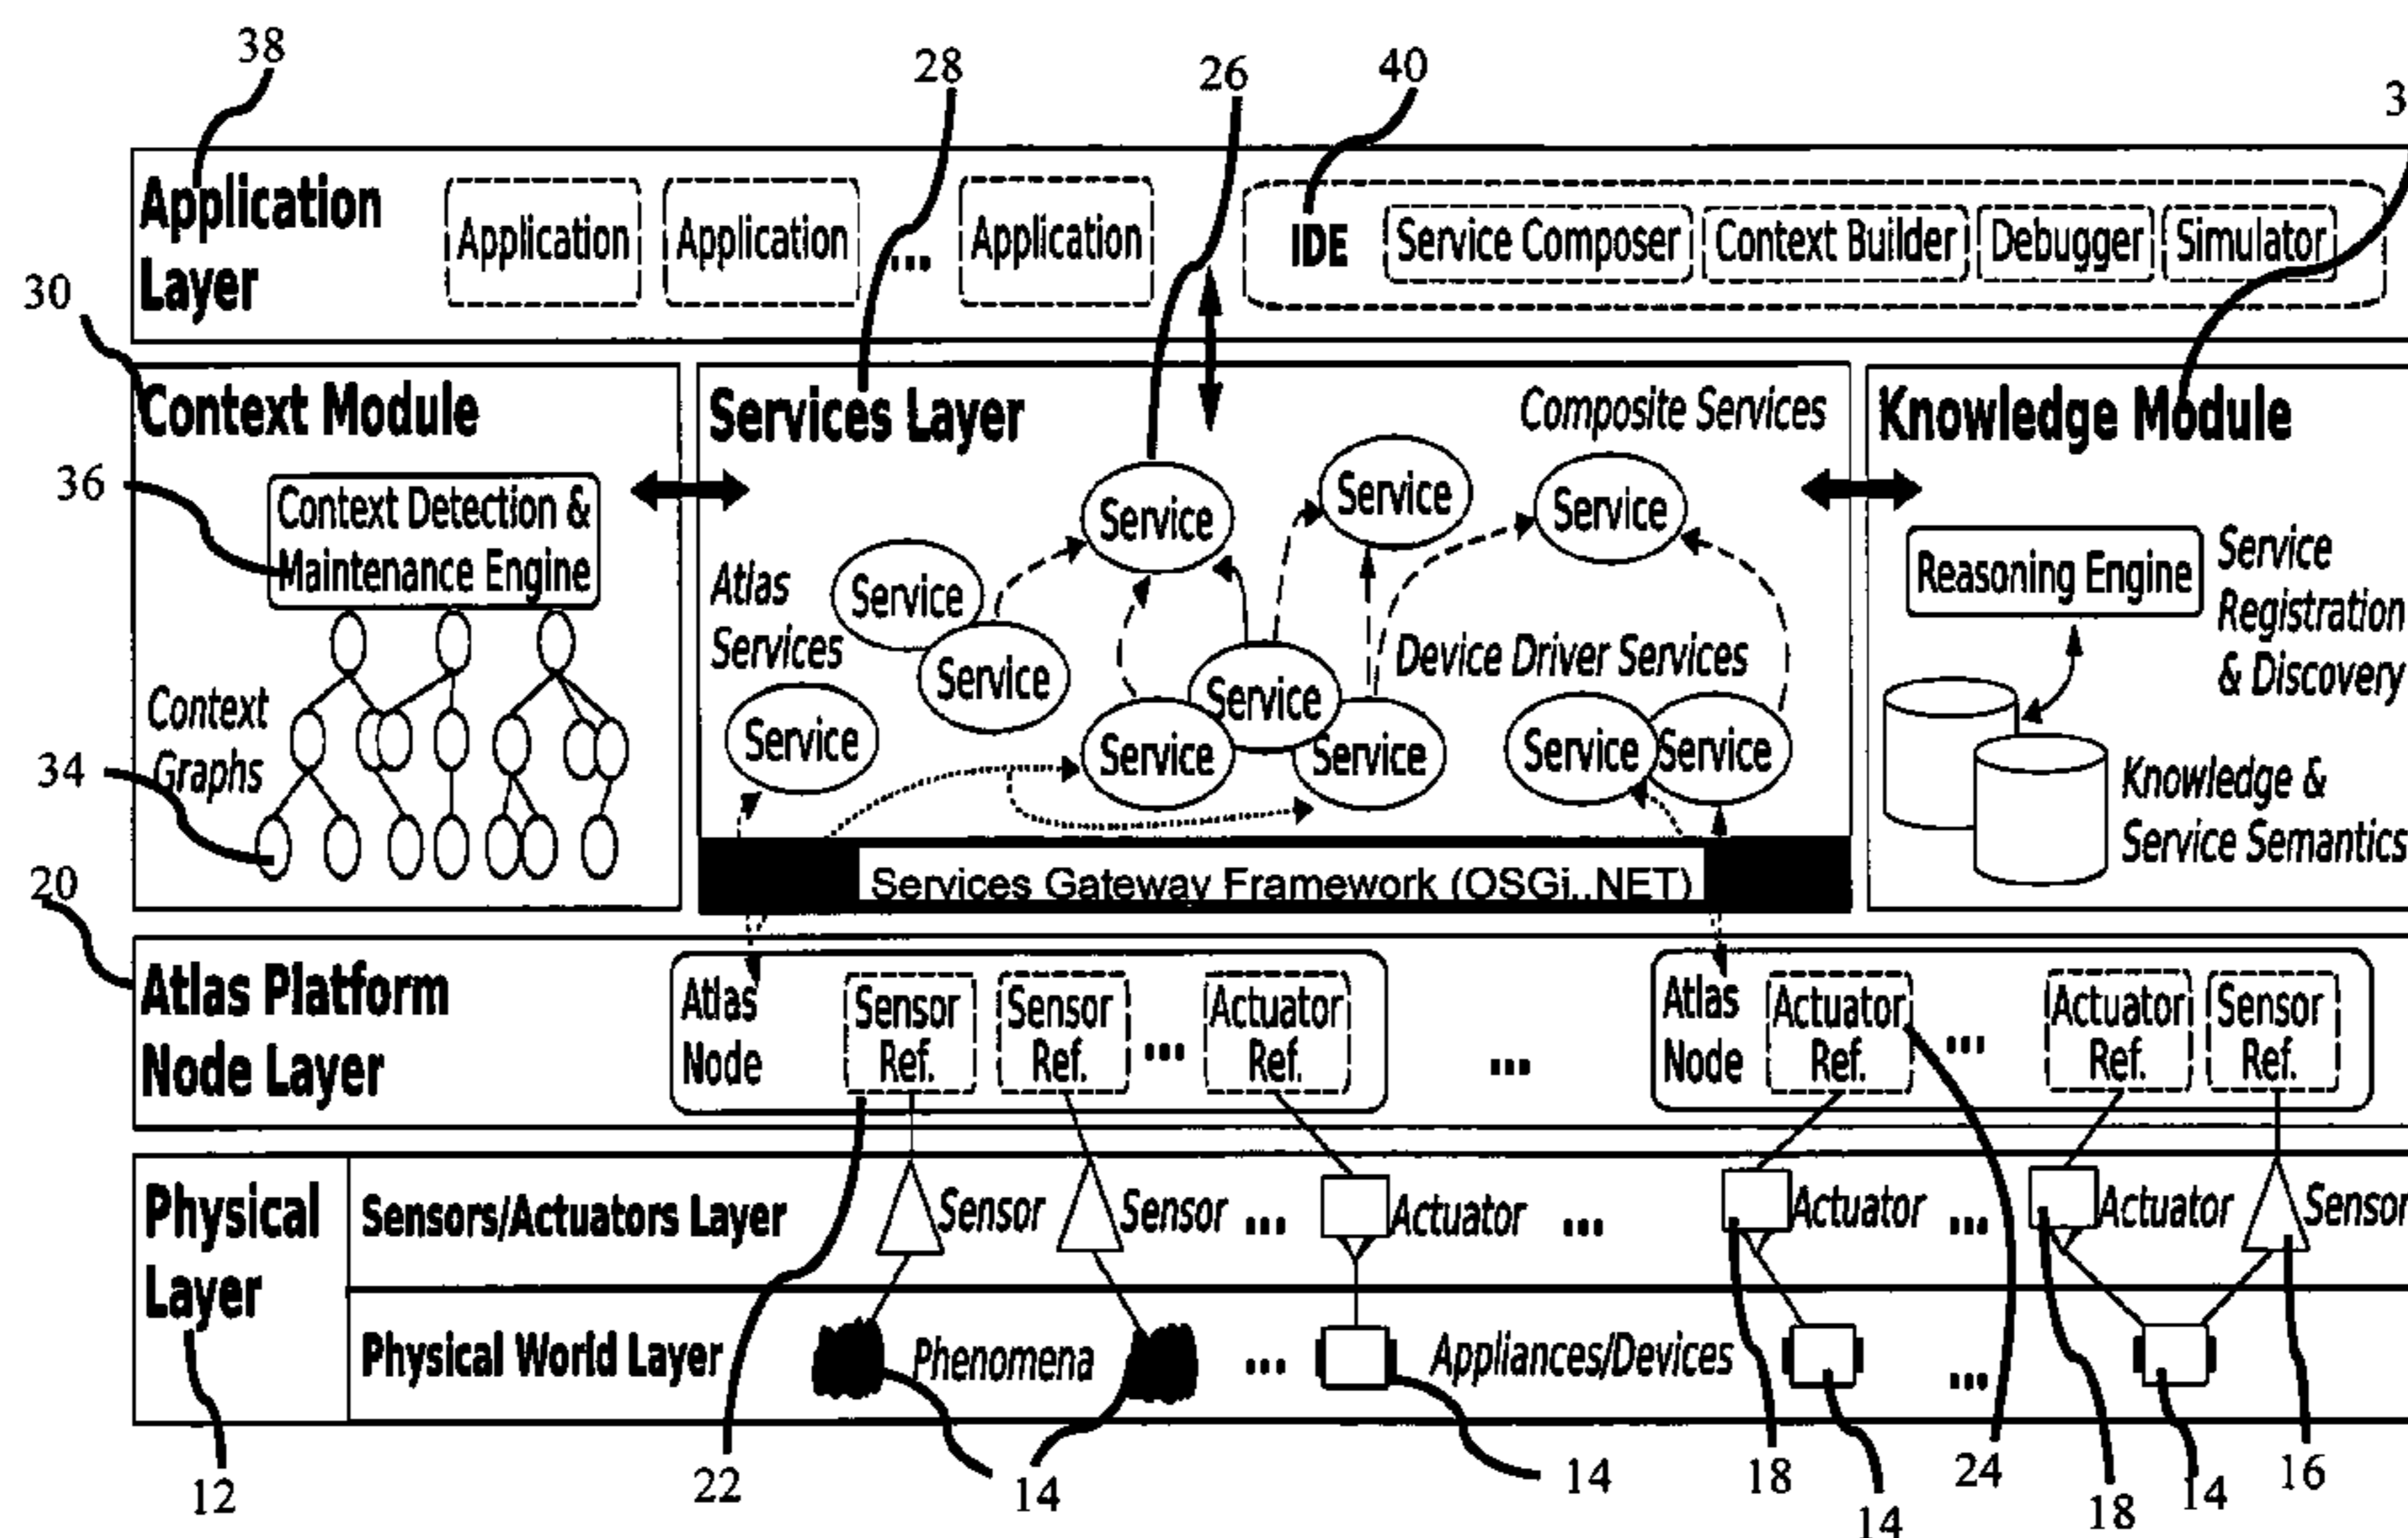 38
28
26
40
3
Application
Layer
Application
Application
...
Application
IDE
Service Composer
Context Builder
Debugger
Simulator
30
Context Module
36
Context Detection &
Maintenance Engine
Context
Graphs
34
Services Layer
Composite Services
Atlas
Services
Device Driver Services
Service
Service
Service
Service
Service
Service
Service
Service
Service
Service
Service
Services Gateway Framework (OSGi..NET)
Knowledge Module
Reasoning Engine
Service
Registration
& Discovery
Knowledge &
Service Semantics
20
Atlas Platform
Node Layer
Atlas
Node
Sensor
Ref.
Sensor
Ref.
...
Actuator
Ref.
...
Atlas
Node
Actuator
Ref.
...
Actuator
Ref.
Sensor
Ref.
Physical
Layer
Sensors/Actuators Layer
Sensor
Sensor
...
Actuator
...
Actuator
...
Actuator
Sensor
Physical World Layer
Phenomena
...
Appliances/Devices
...
12
22
14
14
18
14
24
18
14
16